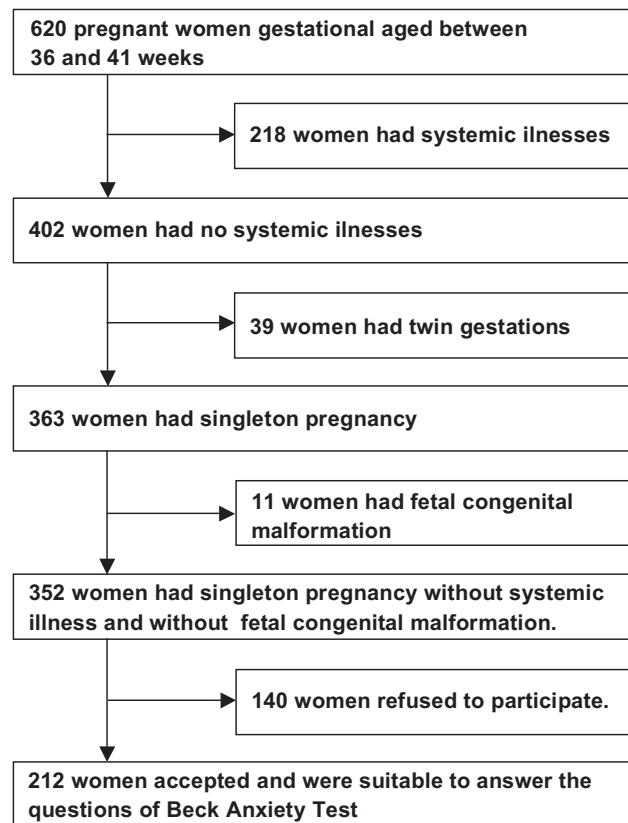 620 pregnant women gestational aged between
36 and 41 weeks
218 women had systemic ilnesses
402 women had no systemic ilnesses
39 women had twin gestations
363 women had singleton pregnancy
11 women had fetal congenital
malformation
352 women had singleton pregnancy without systemic
illness and without fetal congenital malformation.
140 women refused to participate.
212 women accepted and were suitable to answer the
questions of Beck Anxiety Test